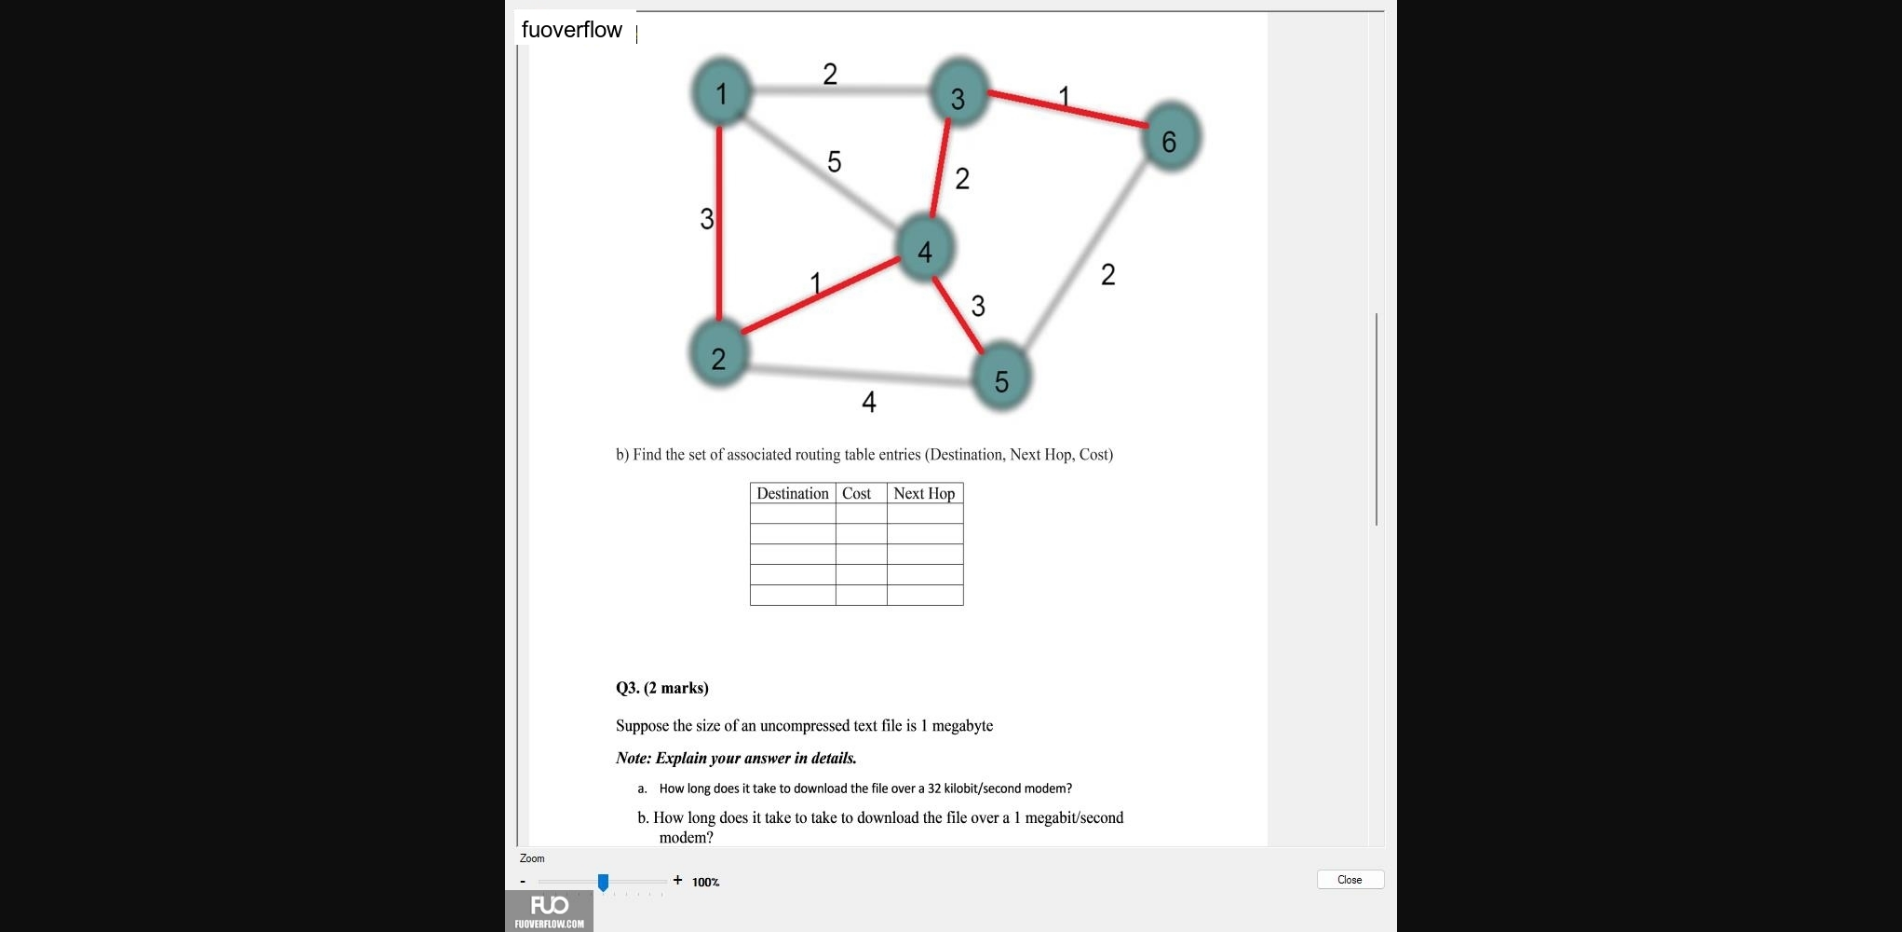 fuoverflow
2
1
3
1
6
5
2
3
4
1
2
3
2
5
4
b) Find the set of associated routing table entries (Destination, Next Hop, Cost)
Destination Cost Next Hop
Q3. (2 marks)
Suppose the size of an uncompressed text file is 1 megabyte
Note: Explain your answer in details.
a. How long does it take to download the file over a 32 kilobit/second modem?
b. How long does it take to take to download the file over a 1 megabit/second
modem?
Zoom
- + 100%
Close
FUO
FUOVERFLOW.COM